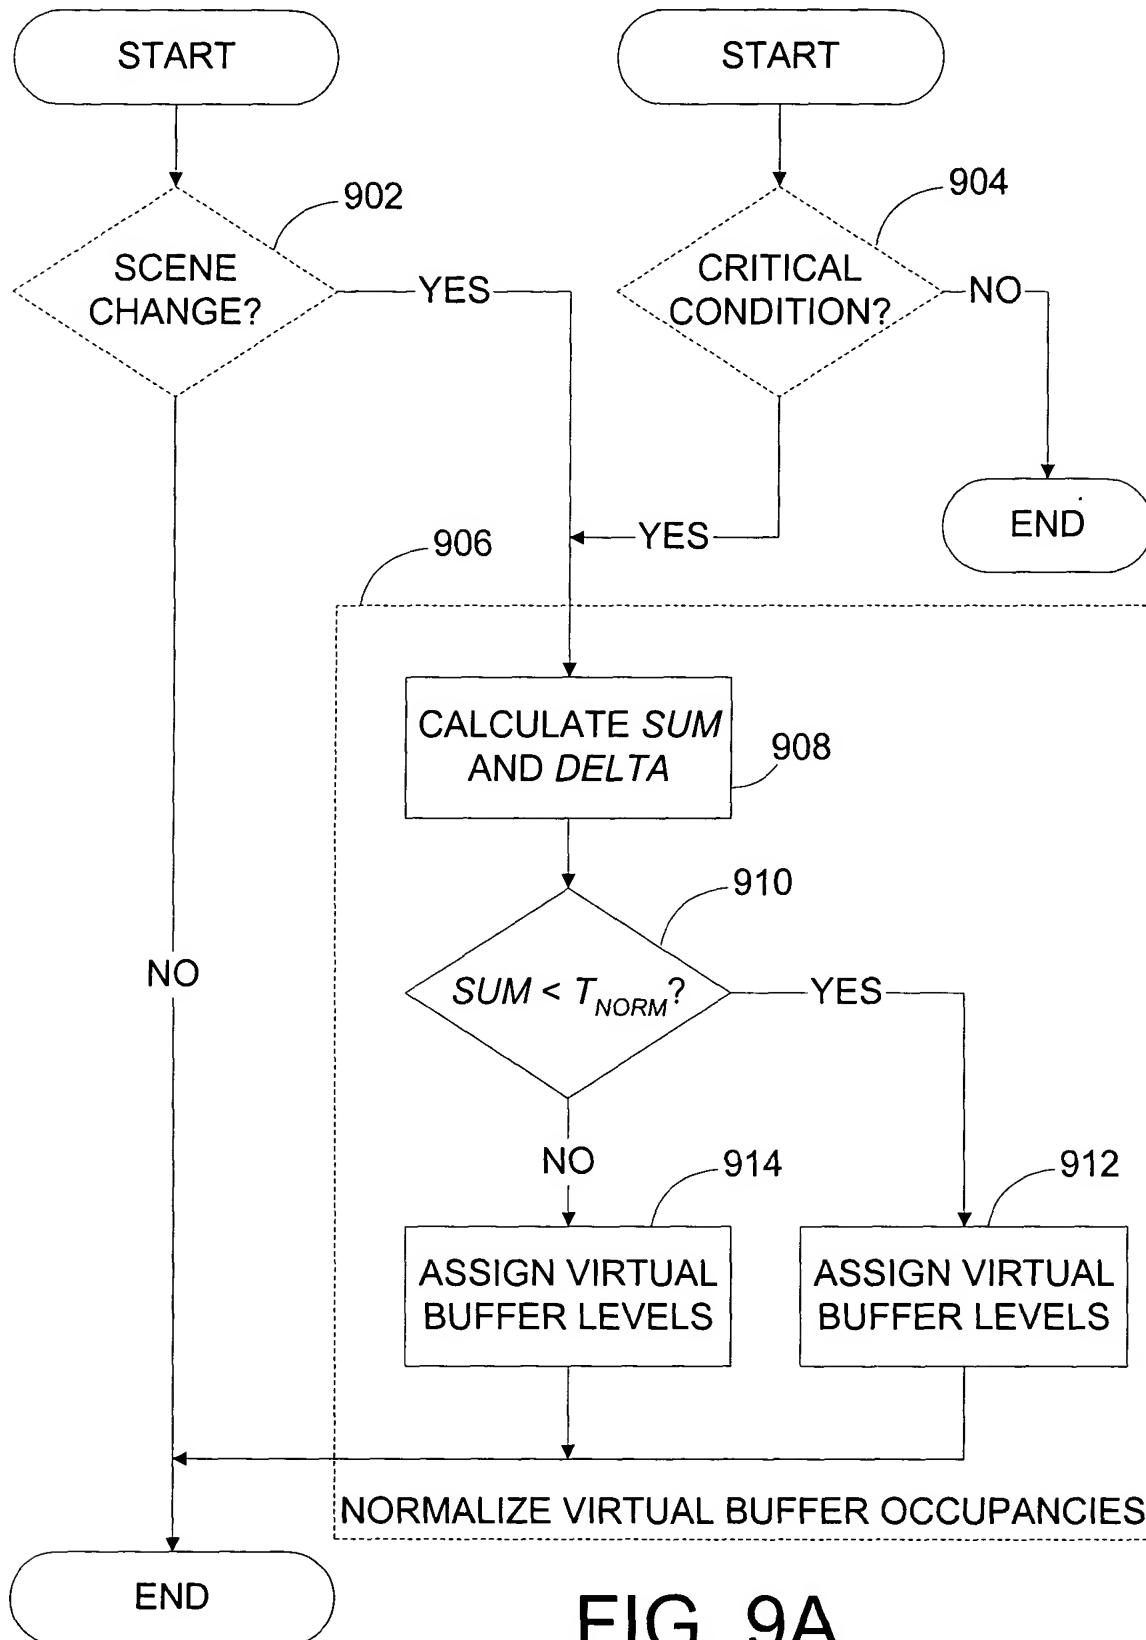 START
START
902
904
SCENE
CHANGE?
YES
CRITICAL
CONDITION?
NO
END
YES
906
CALCULATE SUM
AND DELTA
908
910
NO
SUM < T_NORM?
YES
NO
914
912
ASSIGN VIRTUAL
BUFFER LEVELS
ASSIGN VIRTUAL
BUFFER LEVELS
NORMALIZE VIRTUAL BUFFER OCCUPANCIES
END
FIG. 9A